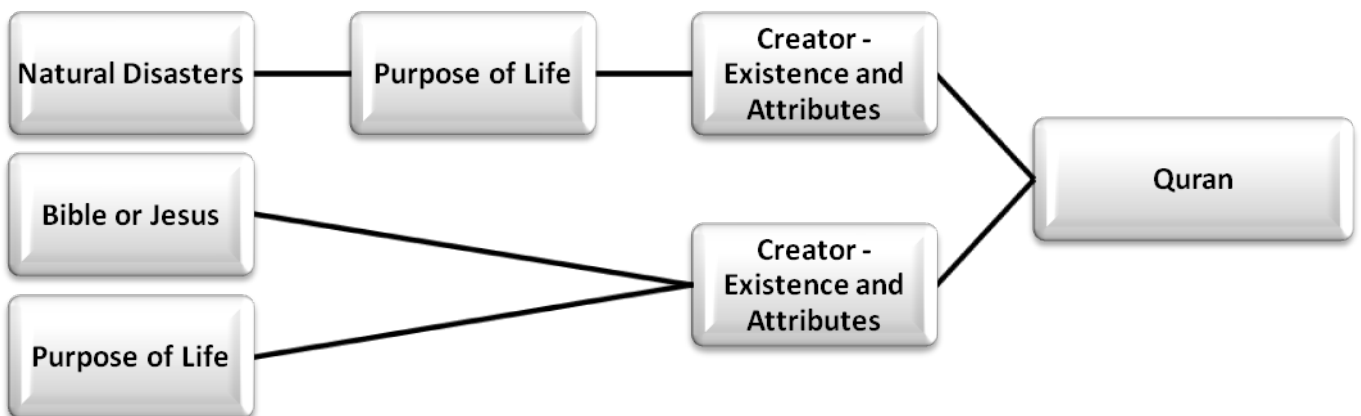 Natural Disasters
Purpose of Life
Creator -
Existence and
Attributes
Quran
Bible or Jesus
Creator -
Existence and
Attributes
Purpose of Life